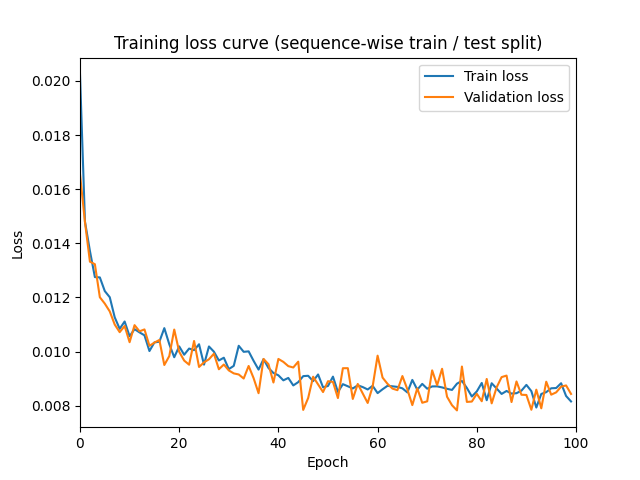 Training loss curve (sequence-wise train / test split)
Train loss
Validation loss
0.020
0.018
0.016
0.014
0.012
0.010
0.008
Loss
0
20
40
60
80
100
Epoch